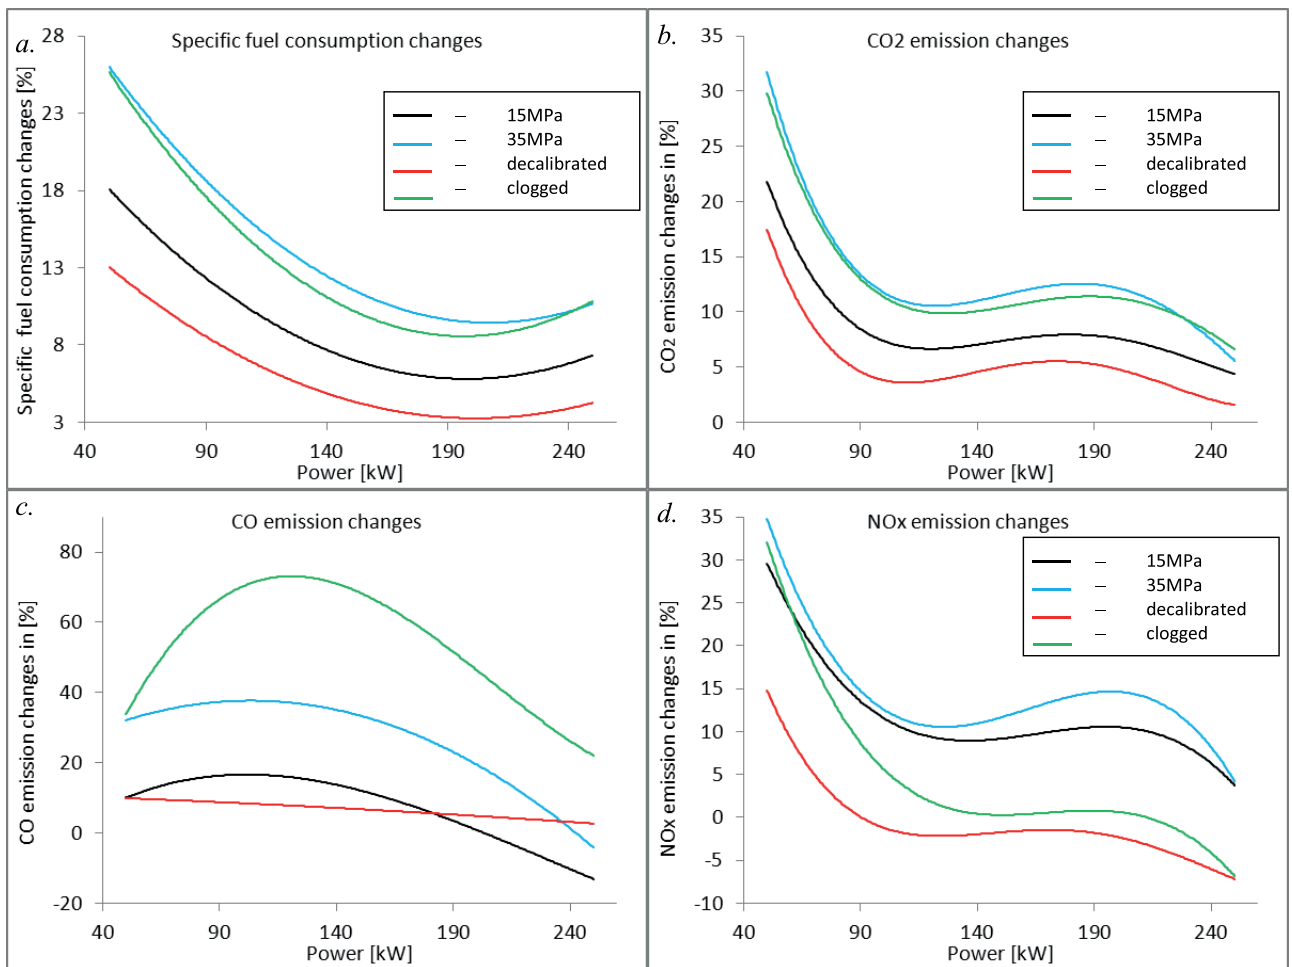 a.
Specific fuel consumption changes
Specific fuel consumption changes [%]
28
23
18
13
8
3
– 15MPa
– 35MPa
– decalibrated
– clogged
40 90 140 190 240
Power [kW]
b.
CO2 emission changes
CO2 emission changes in [%]
35
30
25
20
15
10
5
0
– 15MPa
– 35MPa
– decalibrated
– clogged
40 90 140 190 240
Power [kW]
c.
CO emission changes
CO emission changes in [%]
80
60
40
20
0
-20
40 90 140 190 240
Power [kW]
d.
NOx emission changes
NOx emission changes in [%]
35
30
25
20
15
10
5
0
-5
-10
– 15MPa
– 35MPa
– decalibrated
– clogged
40 90 140 190 240
Power [kW]